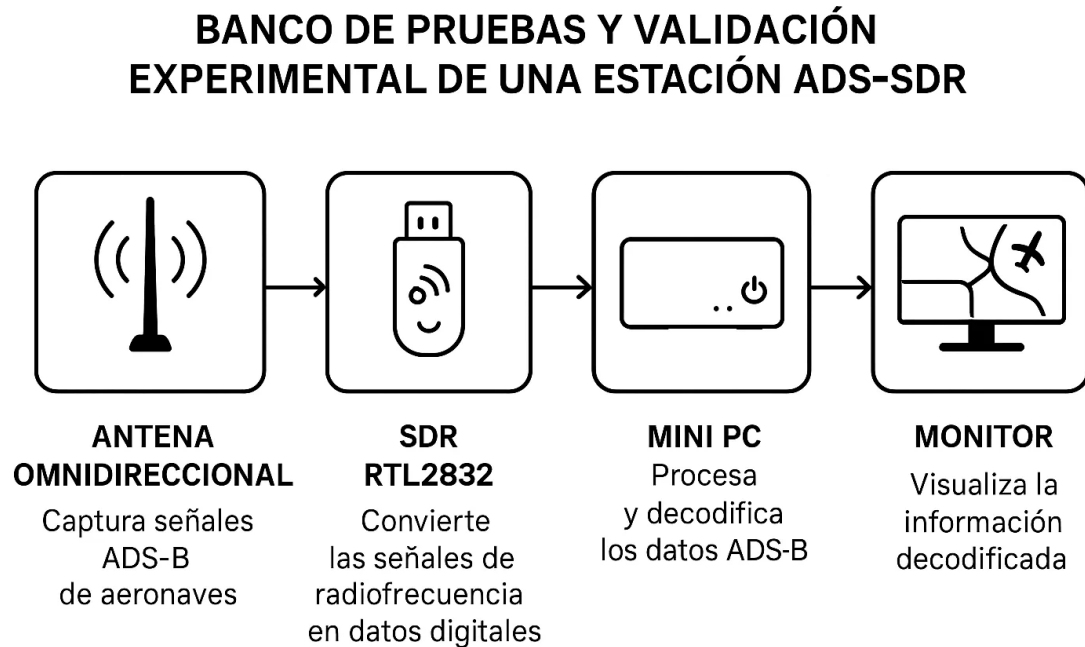 BANCO DE PRUEBAS Y VALIDACIÓN
EXPERIMENTAL DE UNA ESTACIÓN ADS-SDR
ANTENA
OMNIDIRECCIONAL
Captura señales
ADS-B
de aeronaves
SDR
RTL2832
Convierte
las señales de
radiofrecuencia
en datos digitales
MINI PC
Procesa
y decodifica
los datos ADS-B
MONITOR
Visualiza la
información
decodificada